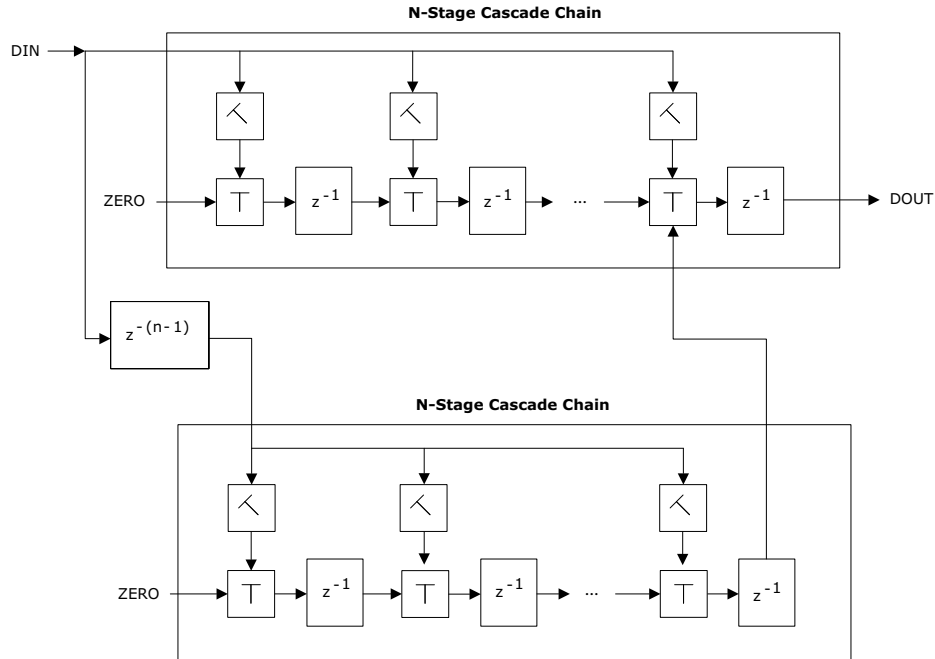 N-Stage Cascade Chain
DIN
ZERO
z⁻¹
z⁻¹
...
z⁻¹
DOUT
z⁻⁽ⁿ⁻¹⁾
N-Stage Cascade Chain
ZERO
z⁻¹
z⁻¹
...
z⁻¹